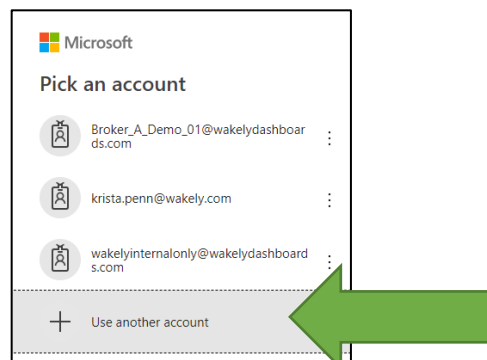 Microsoft
Pick an account
Broker_A_Demo_01@wakelydashboar
ds.com
krista.penn@wakely.com
wakelyinternalonly@wakelydashboard
s.com
Use another account